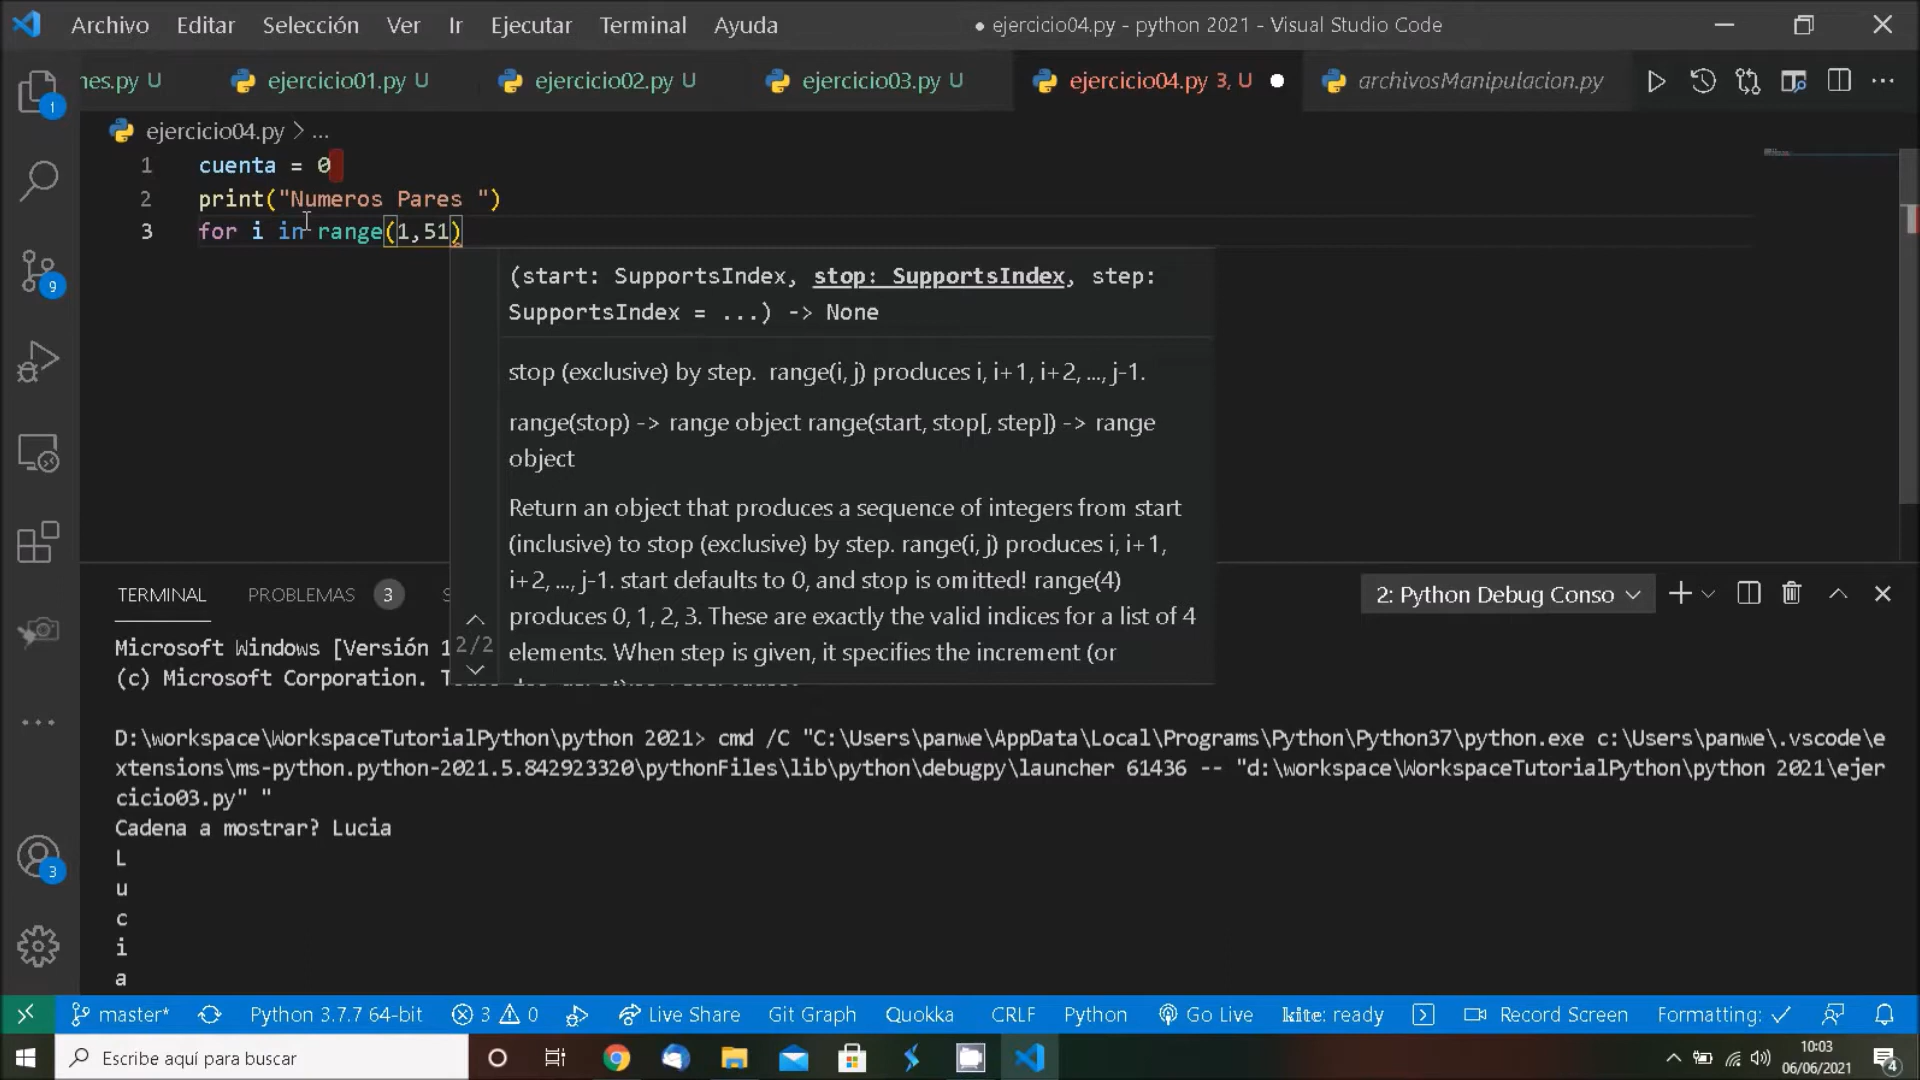 Archivo Editar Selección Ver Ir Ejecutar Terminal Ayuda
● ejercicio04.py - python 2021 - Visual Studio Code
nes.py U ejercicio01.py U ejercicio02.py U ejercicio03.py U ejercicio04.py 3, U archivosManipulacion.py
1
ejercicio04.py > ...
1 cuenta = 0
2 print("Numeros Pares ")
3 for i in range(1,51)
(start: SupportsIndex, stop: SupportsIndex, step:
SupportsIndex = ...) -> None
stop (exclusive) by step. range(i, j) produces i, i+1, i+2, ..., j-1.
range(stop) -> range object range(start, stop[, step]) -> range
object
Return an object that produces a sequence of integers from start
(inclusive) to stop (exclusive) by step. range(i, j) produces i, i+1,
i+2, ..., j-1. start defaults to 0, and stop is omitted! range(4)
produces 0, 1, 2, 3. These are exactly the valid indices for a list of 4
elements. When step is given, it specifies the increment (or
2/2
9
3
TERMINAL PROBLEMAS 3
2: Python Debug Conso
Microsoft Windows [Versión 1
(c) Microsoft Corporation.
D:\workspace\WorkspaceTutorialPython\python 2021> cmd /C "C:\Users\panwe\AppData\Local\Programs\Python\Python37\python.exe c:\Users\panwe\.vscode\e
xtensions\ms-python.python-2021.5.842923320\pythonFiles\lib\python\debugpy\launcher 61436 -- "d:\workspace\WorkspaceTutorialPython\python 2021\ejer
cicio03.py" "
Cadena a mostrar? Lucia
L
u
c
i
a
master* Python 3.7.7 64-bit 3 0 Live Share Git Graph Quokka CRLF Python Go Live kite: ready Record Screen Formatting: ✓
Escribe aquí para buscar
10:03
06/06/2021
4